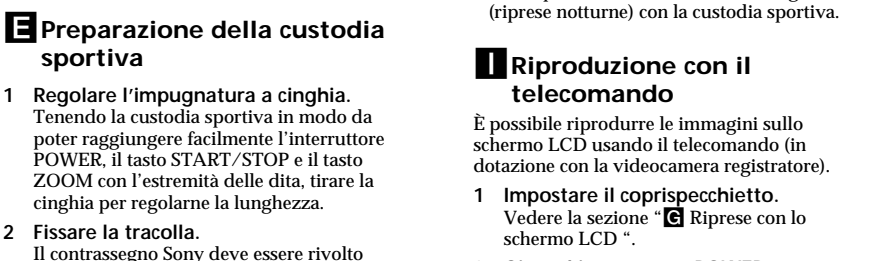 E Preparazione della custodia
sportiva
1 Regolare l'impugnatura a cinghia.
Tenendo la custodia sportiva in modo da
poter raggiungere facilmente l'interruttore
POWER, il tasto START/STOP e il tasto
ZOOM con l'estremità delle dita, tirare la
cinghia per regolarne la lunghezza.
2 Fissare la tracolla.
Il contrassegno Sony deve essere rivolto
(riprese notturne) con la custodia sportiva.
I Riproduzione con il
telecomando
È possibile riprodurre le immagini sullo
schermo LCD usando il telecomando (in
dotazione con la videocamera registratore).
1 Impostare il coprispecchietto.
Vedere la sezione “G Riprese con lo
schermo LCD “.